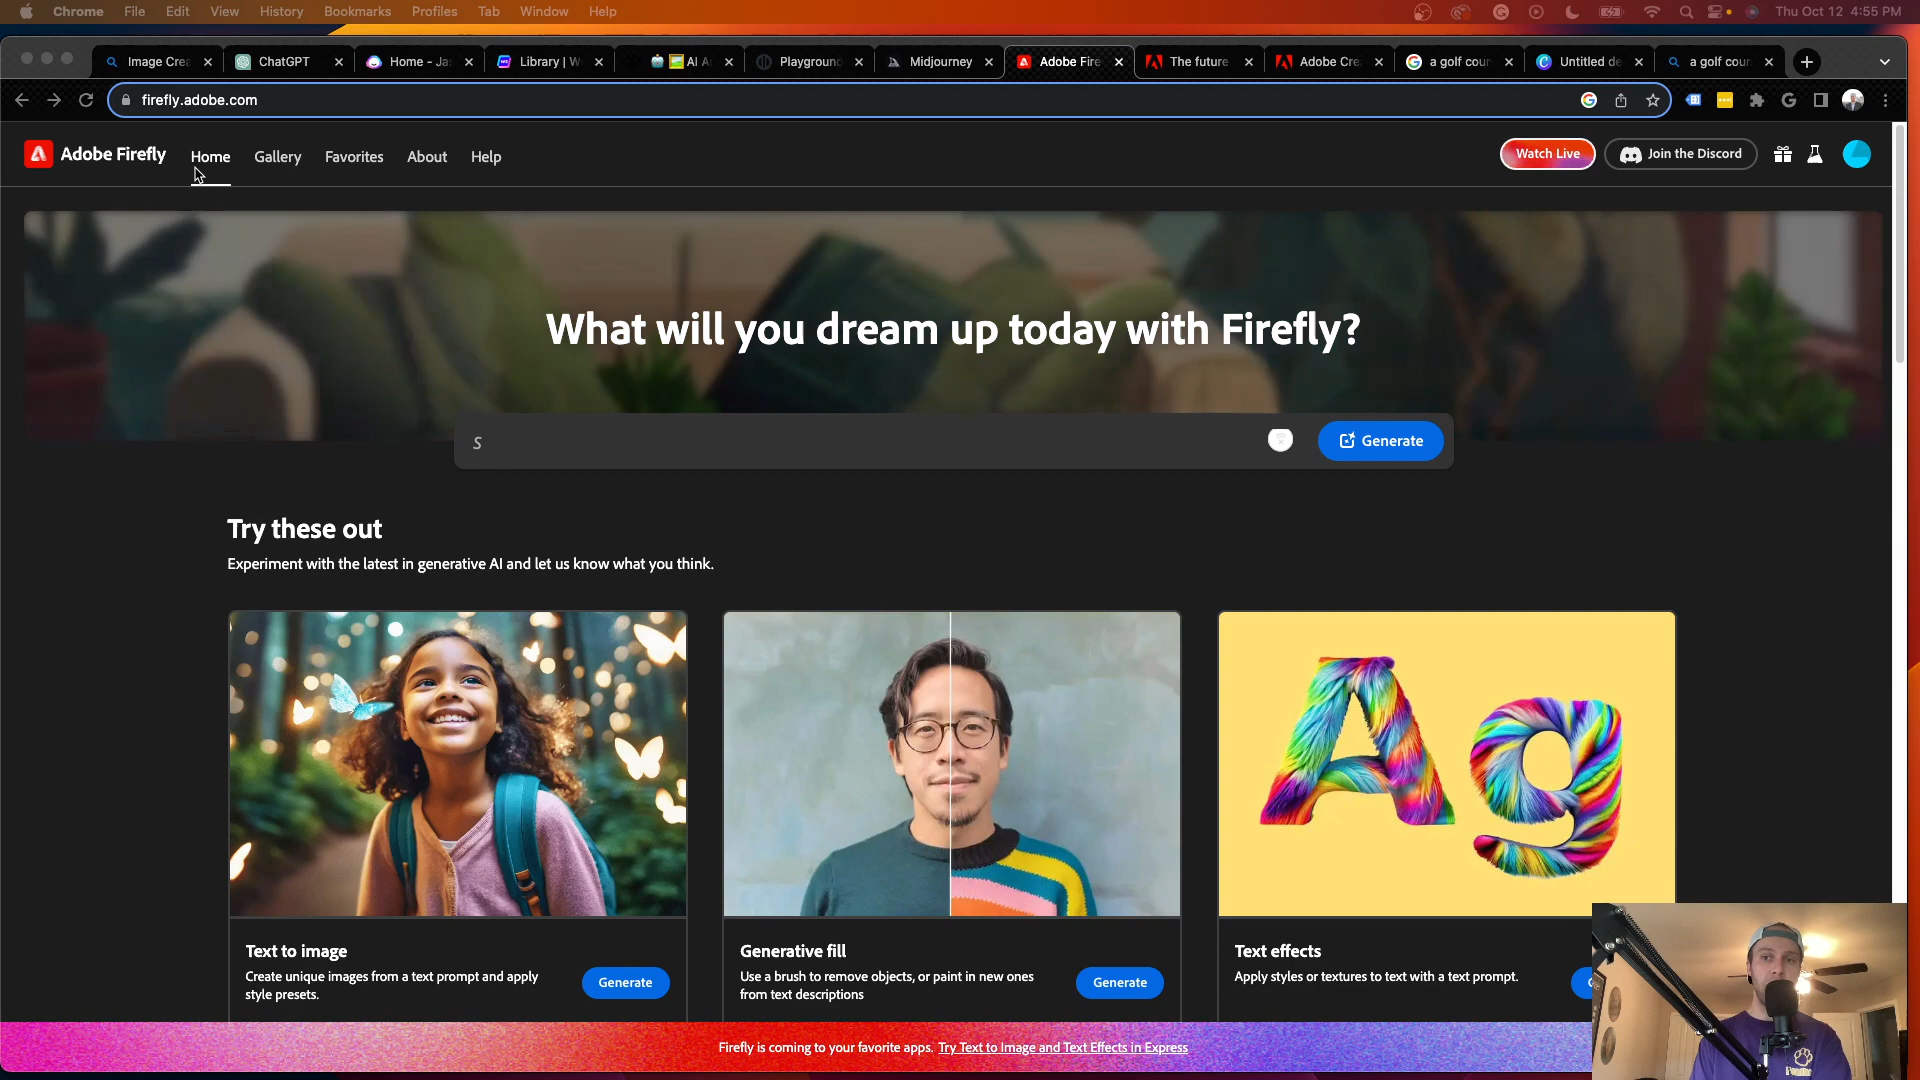 Chrome File Edit View History Bookmarks Profiles Tab Window Help Thu Oct 12 4:55 PM
Image Crea ChatGPT Home - Ja Library | W AI A Playground Midjourney Adobe Fire The future Adobe Cre a golf cour Untitled de a golf cour
firefly.adobe.com
Adobe Firefly Home Gallery Favorites About Help Watch Live Join the Discord
What will you dream up today with Firefly?
S Generate
Try these out
Experiment with the latest in generative AI and let us know what you think.
Ag
Text to image
Create unique images from a text prompt and apply
style presets.
Generate
Generative fill
Use a brush to remove objects, or paint in new ones
from text descriptions
Generate
Text effects
Apply styles or textures to text with a text prompt.
Firefly is coming to your favorite apps. Try Text to Image and Text Effects in Express